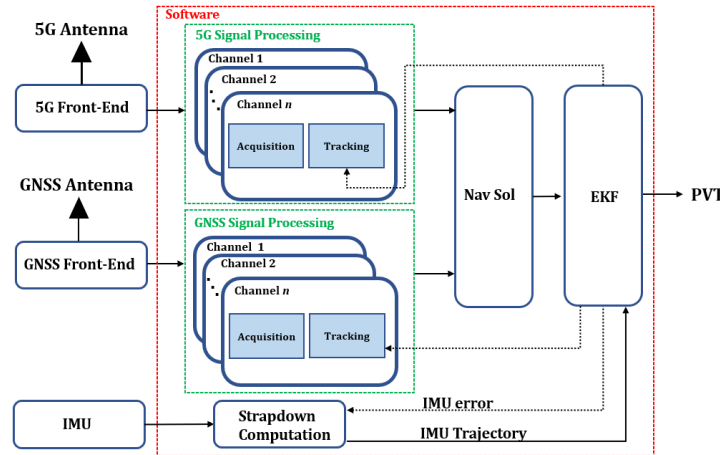 Software
5G Antenna
5G Signal Processing
Channel 1
Channel 2
Channel n
5G Front-End
Acquisition
Tracking
GNSS Antenna
Nav Sol
EKF
PVT
GNSS Signal Processing
Channel 1
Channel 2
GNSS Front-End
Channel n
Acquisition
Tracking
IMU error
IMU
Strapdown
Computation
IMU Trajectory